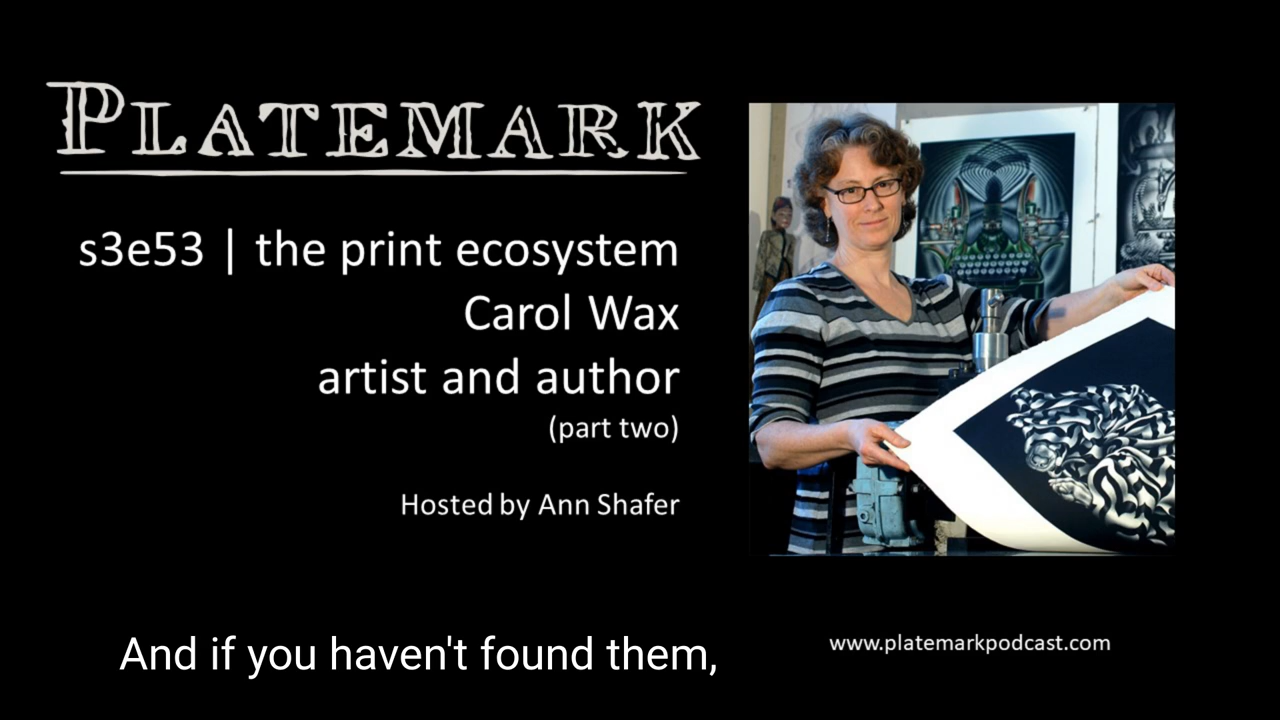 PLATEMARK
s3e53 | the print ecosystem
Carol Wax
artist and author
(part two)
Hosted by Ann Shafer
And if you haven't found them,
www.platemarkpodcast.com